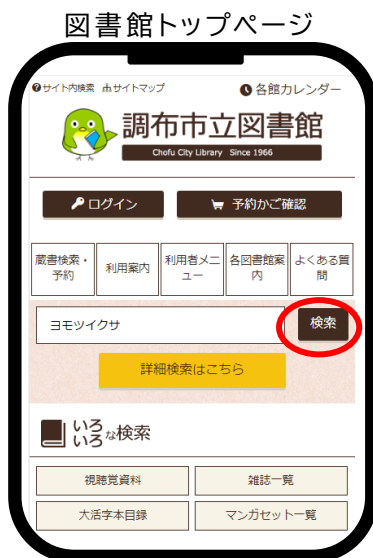 図書館トップページ
サイト内検索 サイトマップ 各館カレンダー
調布市立図書館
Chofu City Library Since 1966
ログイン 予約かご確認
蔵書検索・予約 利用案内 利用者メニュー 各図書館案内 よくある質問
ヨモツイクサ 検索
詳細検索はこちら
いろいろな検索
視聴覚資料 雑誌一覧
大活字本目録 マンガセット一覧